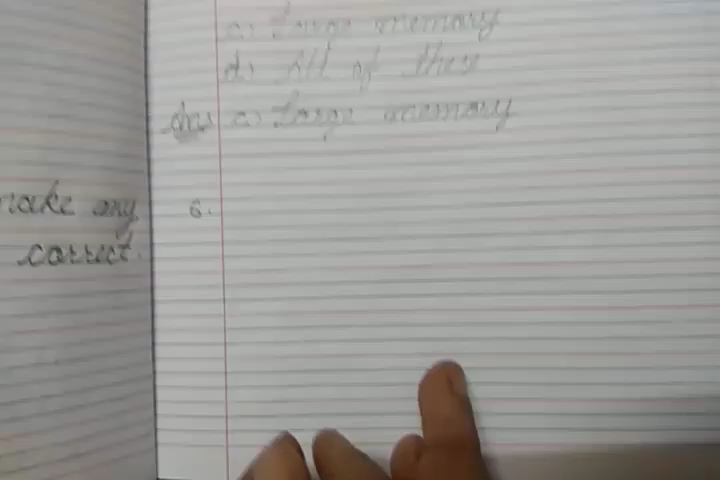 make any
correct.
c) Large memory
d) All of these
Ans c) Large memory
6.